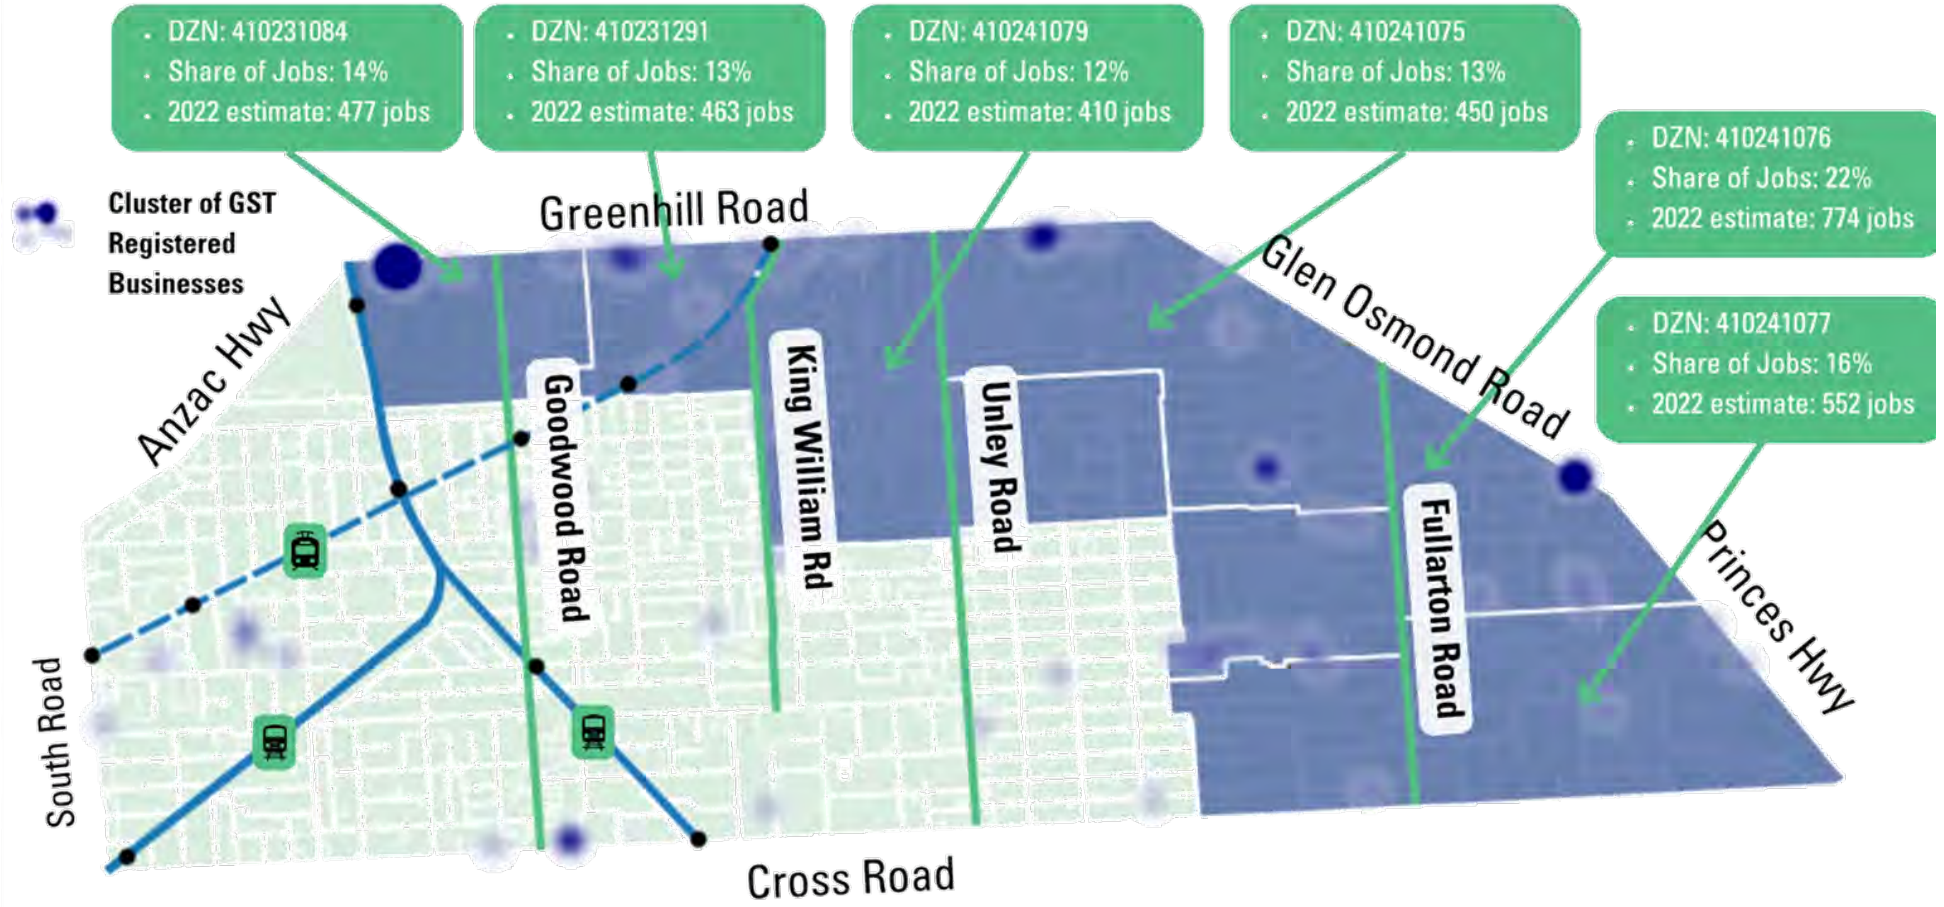 DZN: 410231084
Share of Jobs: 14%
2022 estimate: 477 jobs
DZN: 410231291
Share of Jobs: 13%
2022 estimate: 463 jobs
DZN: 410241079
Share of Jobs: 12%
2022 estimate: 410 jobs
DZN: 410241075
Share of Jobs: 13%
2022 estimate: 450 jobs
DZN: 410241076
Share of Jobs: 22%
2022 estimate: 774 jobs
DZN: 410241077
Share of Jobs: 16%
2022 estimate: 552 jobs
Cluster of GST
Registered
Businesses
Greenhill Road
Glen Osmond Road
Anzac Hwy
Goodwood Road
King William Rd
Unley Road
Fullarton Road
Princes Hwy
South Road
Cross Road